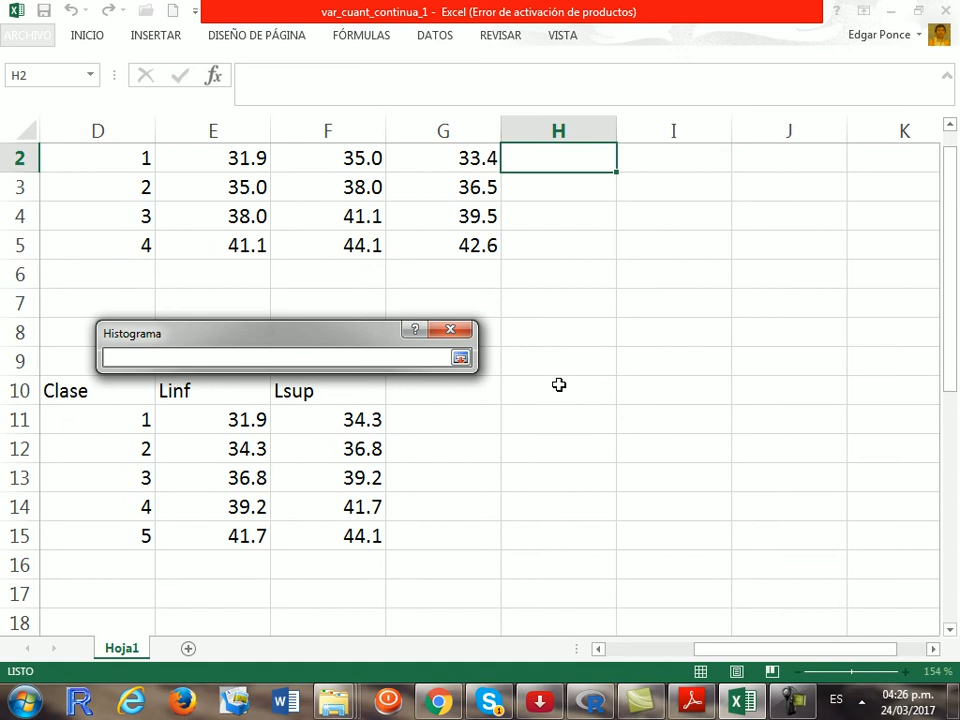 var_cuant_continua_1 - Excel (Error de activación de productos)
ARCHIVO INICIO INSERTAR DISEÑO DE PÁGINA FÓRMULAS DATOS REVISAR VISTA Edgar Ponce
H2 fx
D E F G H I J K
2 1 31.9 35.0 33.4
3 2 35.0 38.0 36.5
4 3 38.0 41.1 39.5
5 4 41.1 44.1 42.6
6
7
8
Histograma
9
10 Clase Linf Lsup
11 1 31.9 34.3
12 2 34.3 36.8
13 3 36.8 39.2
14 4 39.2 41.7
15 5 41.7 44.1
16
17
18
Hoja1
LISTO 154 %
ES 04:26 p.m.
24/03/2017